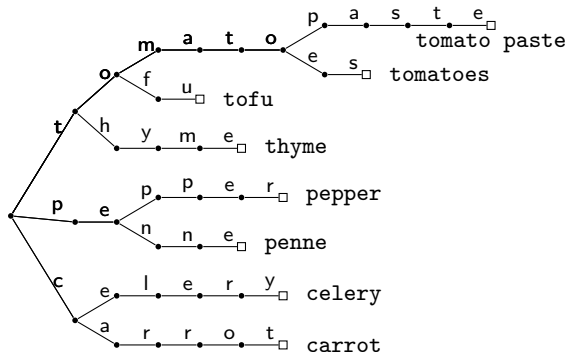 p a s t e
m a t o
tomato paste
e s
tomatoes
o f u
tofu
t h y m e
thyme
p e p p e r
pepper
n n e
penne
c e l e r y
celery
a r r o t
carrot